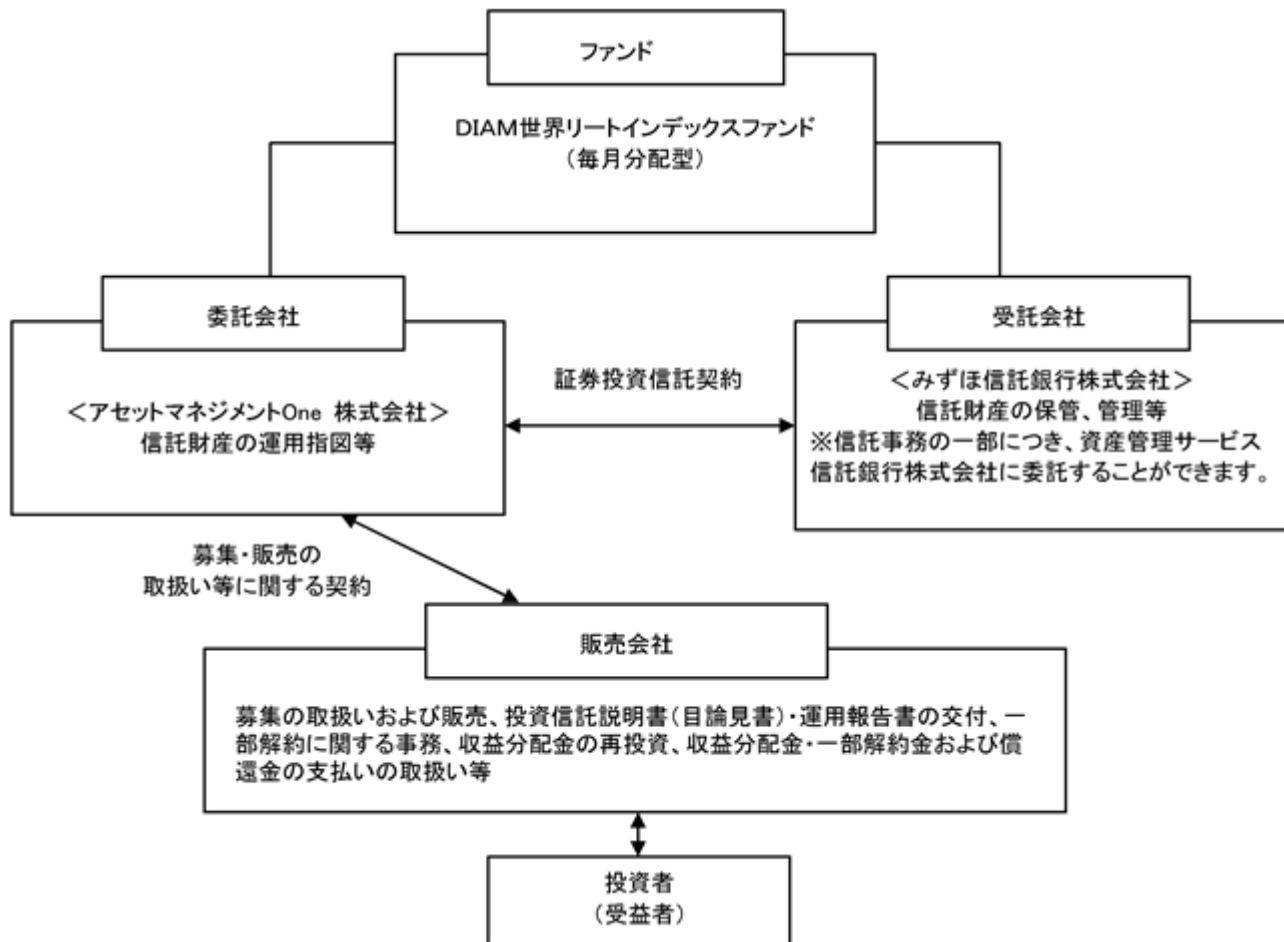 ファンド
DIAM世界リートインデックスファンド
（毎月分配型）
委託会社
＜アセットマネジメントOne 株式会社＞
信託財産の運用指図等
証券投資信託契約
受託会社
＜みずほ信託銀行株式会社＞
信託財産の保管、管理等
※信託事務の一部につき、資産管理サービス
信託銀行株式会社に委託することができます。
募集・販売の
取扱い等に関する契約
販売会社
募集の取扱いおよび販売、投資信託説明書（目論見書）・運用報告書の交付、一
部解約に関する事務、収益分配金の再投資、収益分配金・一部解約金および償
還金の支払いの取扱い等
投資者
（受益者）